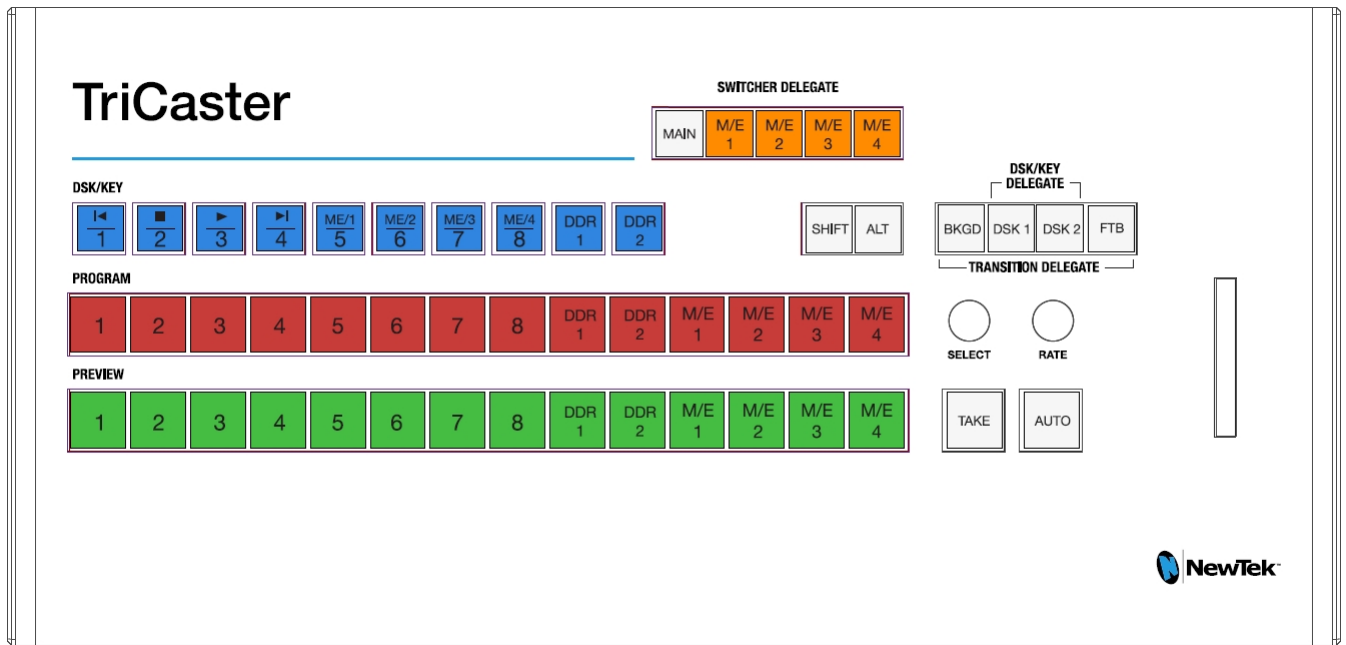 TriCaster
SWITCHER DELEGATE
MAIN M/E 1 M/E 2 M/E 3 M/E 4
DSK/KEY
DELEGATE
DSK/KEY
1 2 3 4 ME/1 5 ME/2 6 ME/3 7 ME/4 8 DDR 1 DDR 2
SHIFT ALT
BKGD DSK 1 DSK 2 FTB
TRANSITION DELEGATE
PROGRAM
1 2 3 4 5 6 7 8 DDR 1 DDR 2 M/E 1 M/E 2 M/E 3 M/E 4
SELECT RATE
PREVIEW
1 2 3 4 5 6 7 8 DDR 1 DDR 2 M/E 1 M/E 2 M/E 3 M/E 4
TAKE AUTO
N NewTek™